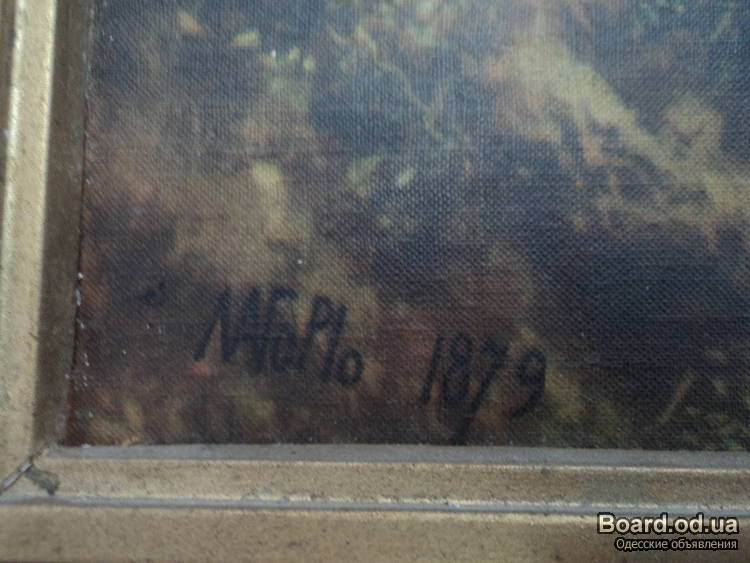 1879
Board.od.ua
Одесские объявления